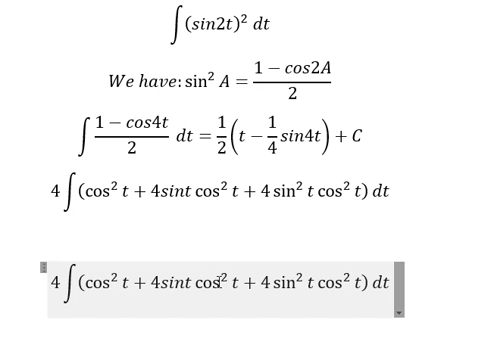 ∫(sin2t)² dt
We have: sin² A = (1 − cos2A)/2
∫ (1 − cos4t)/2 dt = 1/2 (t − 1/4 sin4t) + C
4 ∫(cos² t + 4sint cos² t + 4 sin² t cos² t) dt
4 ∫(cos² t + 4sint cos² t + 4 sin² t cos² t) dt